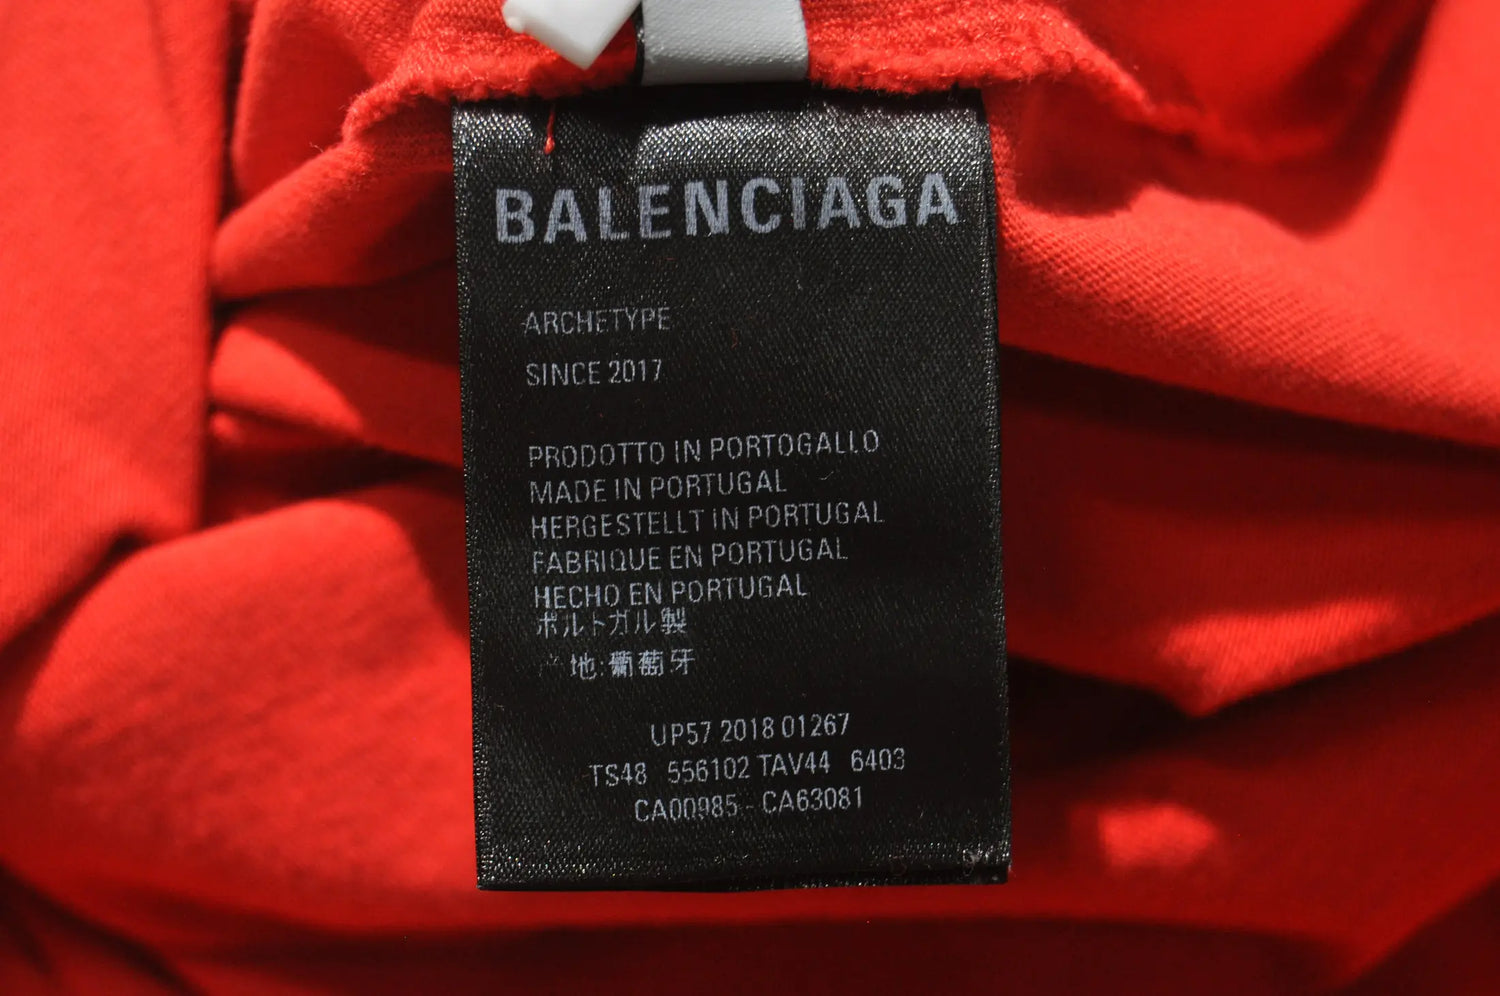 BALENCIAGA
ARCHETYPE
SINCE 2017
PRODOTTO IN PORTOGALLO
MADE IN PORTUGAL
HERGESTELLT IN PORTUGAL
FABRIQUE EN PORTUGAL
HECHO EN PORTUGAL
ポルトガル製
地:葡萄牙
UP57 2018 01267
TS48 556102 TAV44 6403
CA00985 - CA63081